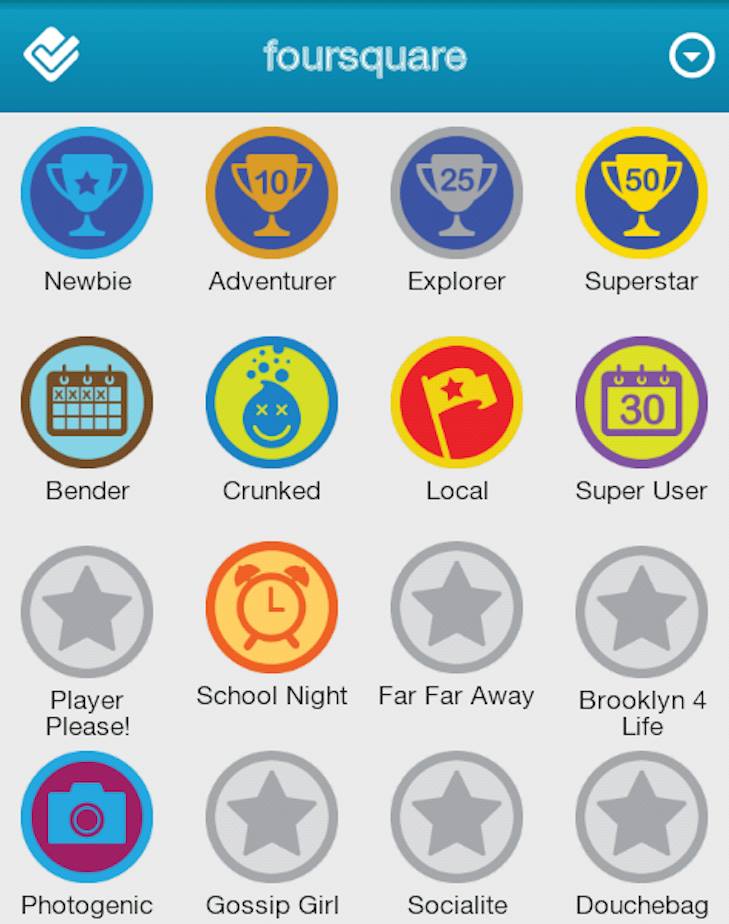 foursquare
10
25
50
Newbie
Adventurer
Explorer
Superstar
X X X X
X X
30
Bender
Crunked
Local
Super User
Player
Please!
School Night
Far Far Away
Brooklyn 4
Life
Photogenic
Gossip Girl
Socialite
Douchebag